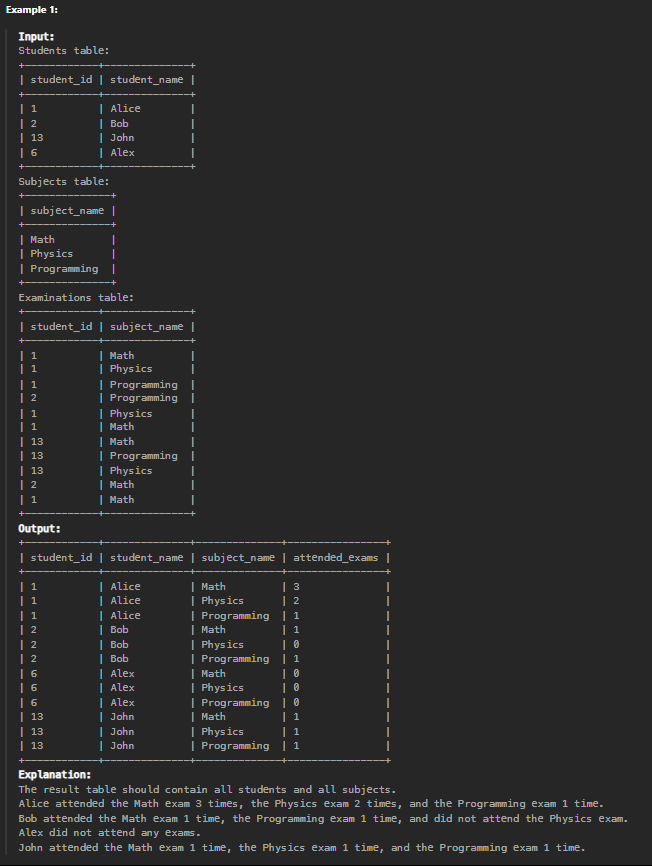 Example 1:
Input:
Students table:
+------------+--------------+
| student_id | student_name |
+------------+--------------+
| 1          | Alice        |
| 2          | Bob          |
| 13         | John         |
| 6          | Alex         |
+------------+--------------+
Subjects table:
+--------------+
| subject_name |
+--------------+
| Math         |
| Physics      |
| Programming  |
+--------------+
Examinations table:
+------------+--------------+
| student_id | subject_name |
+------------+--------------+
| 1          | Math         |
| 1          | Physics      |
| 1          | Programming  |
| 2          | Programming  |
| 1          | Physics      |
| 1          | Math         |
| 13         | Math         |
| 13         | Programming  |
| 13         | Physics      |
| 2          | Math         |
| 1          | Math         |
+------------+--------------+
Output:
+------------+--------------+--------------+----------------+
| student_id | student_name | subject_name | attended_exams |
+------------+--------------+--------------+----------------+
| 1          | Alice        | Math         | 3              |
| 1          | Alice        | Physics      | 2              |
| 1          | Alice        | Programming  | 1              |
| 2          | Bob          | Math         | 1              |
| 2          | Bob          | Physics      | 0              |
| 2          | Bob          | Programming  | 1              |
| 6          | Alex         | Math         | 0              |
| 6          | Alex         | Physics      | 0              |
| 6          | Alex         | Programming  | 0              |
| 13         | John         | Math         | 1              |
| 13         | John         | Physics      | 1              |
| 13         | John         | Programming  | 1              |
+------------+--------------+--------------+----------------+
Explanation:
The result table should contain all students and all subjects.
Alice attended the Math exam 3 times, the Physics exam 2 times, and the Programming exam 1 time.
Bob attended the Math exam 1 time, the Programming exam 1 time, and did not attend the Physics exam.
Alex did not attend any exams.
John attended the Math exam 1 time, the Physics exam 1 time, and the Programming exam 1 time.